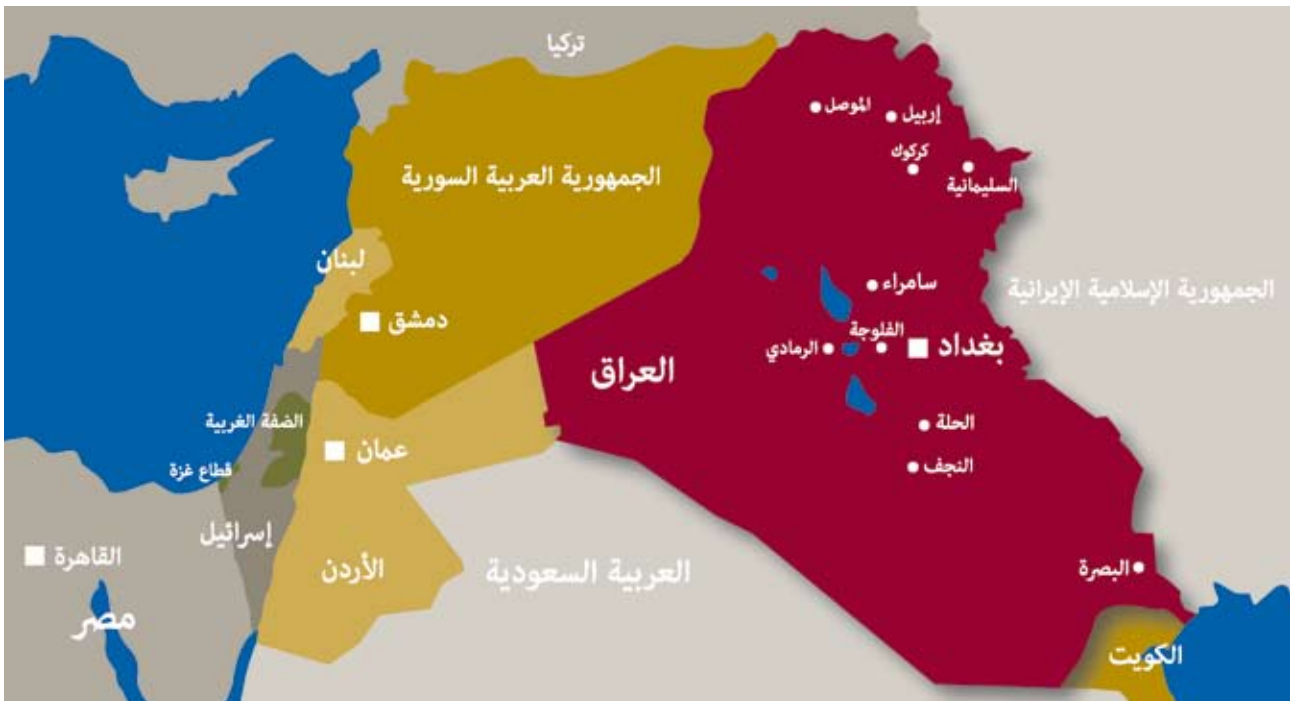 تركيا
الموصل
إربيل
كركوك
السليمانية
الجمهورية العربية السورية
لبنان
سامراء
الجمهورية الإسلامية الإيرانية
دمشق
الفلوجة
بغداد
الرمادي
العراق
الضفة الغربية
الحلة
عمان
قطاع غزة
النجف
إسرائيل
القاهرة
الأردن
العربية السعودية
البصرة
مصر
الكويت